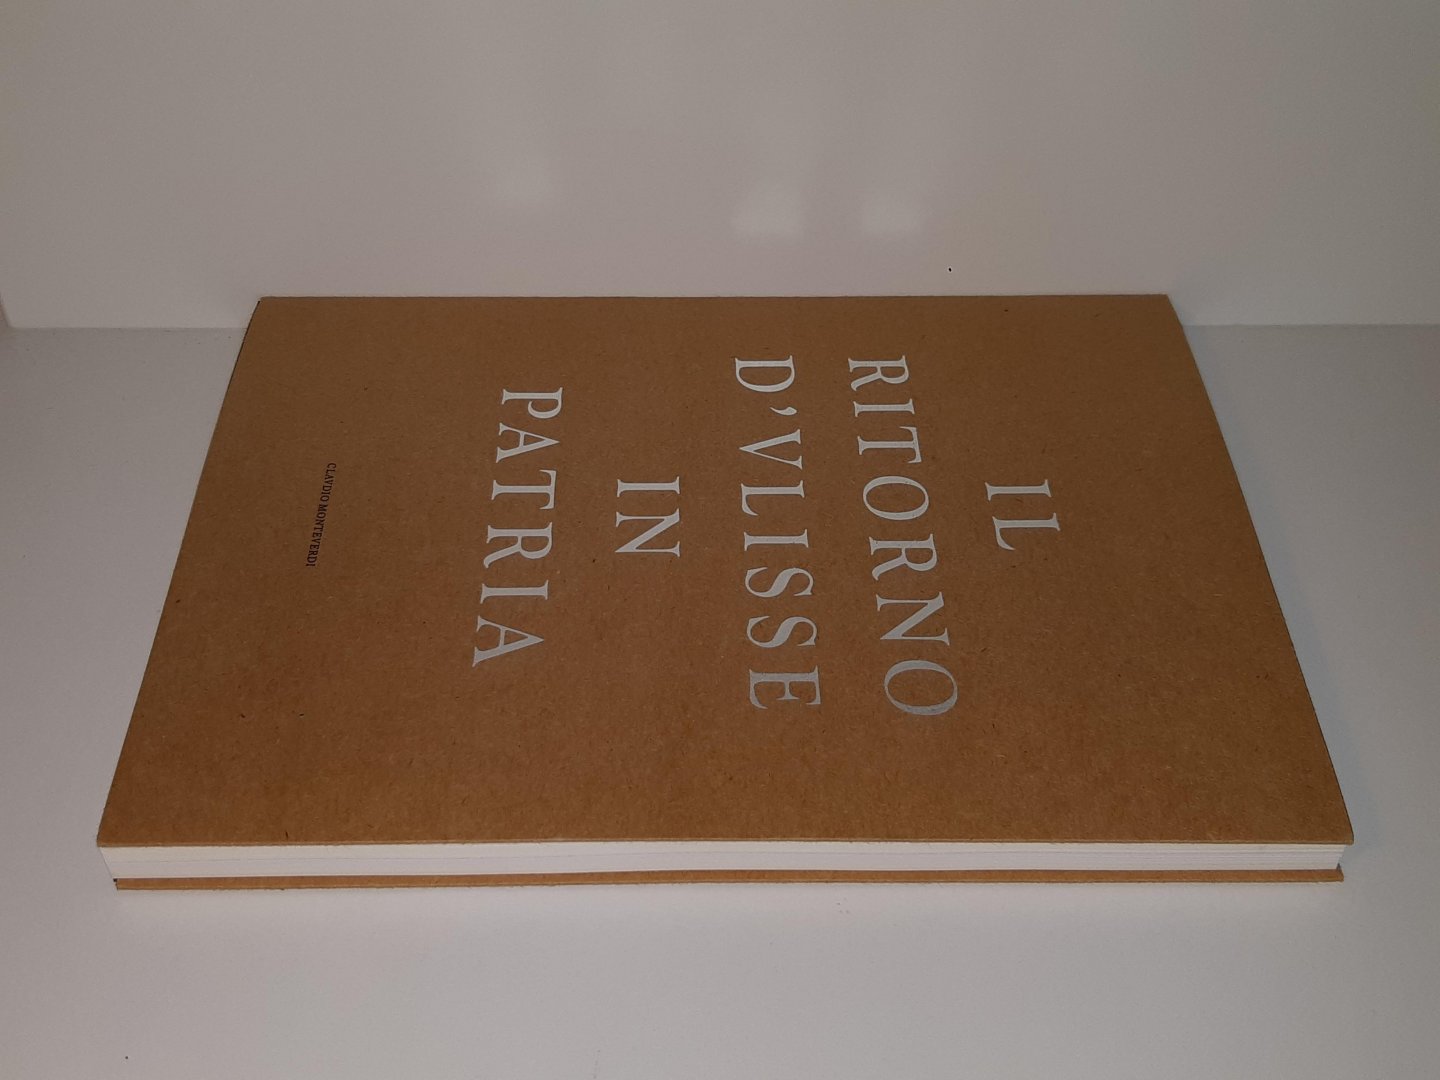 IL
RITORNO
D'VLISSE
IN
PATRIA
CLAVDIO MONTEVERDI